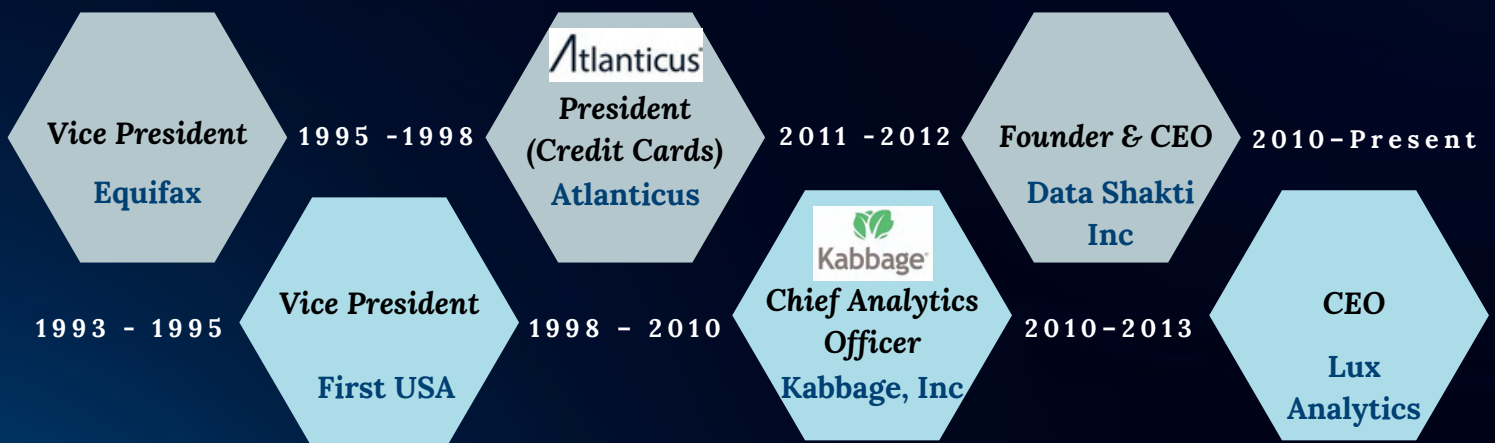 Vice President
Equifax
1993 - 1995
1995 -1998
Vice President
First USA
Atlanticus
President
(Credit Cards)
Atlanticus
1998 - 2010
2011 -2012
Kabbage
Chief Analytics
Officer
Kabbage, Inc
Founder & CEO
Data Shakti
Inc
2010-2013
2010-Present
CEO
Lux
Analytics